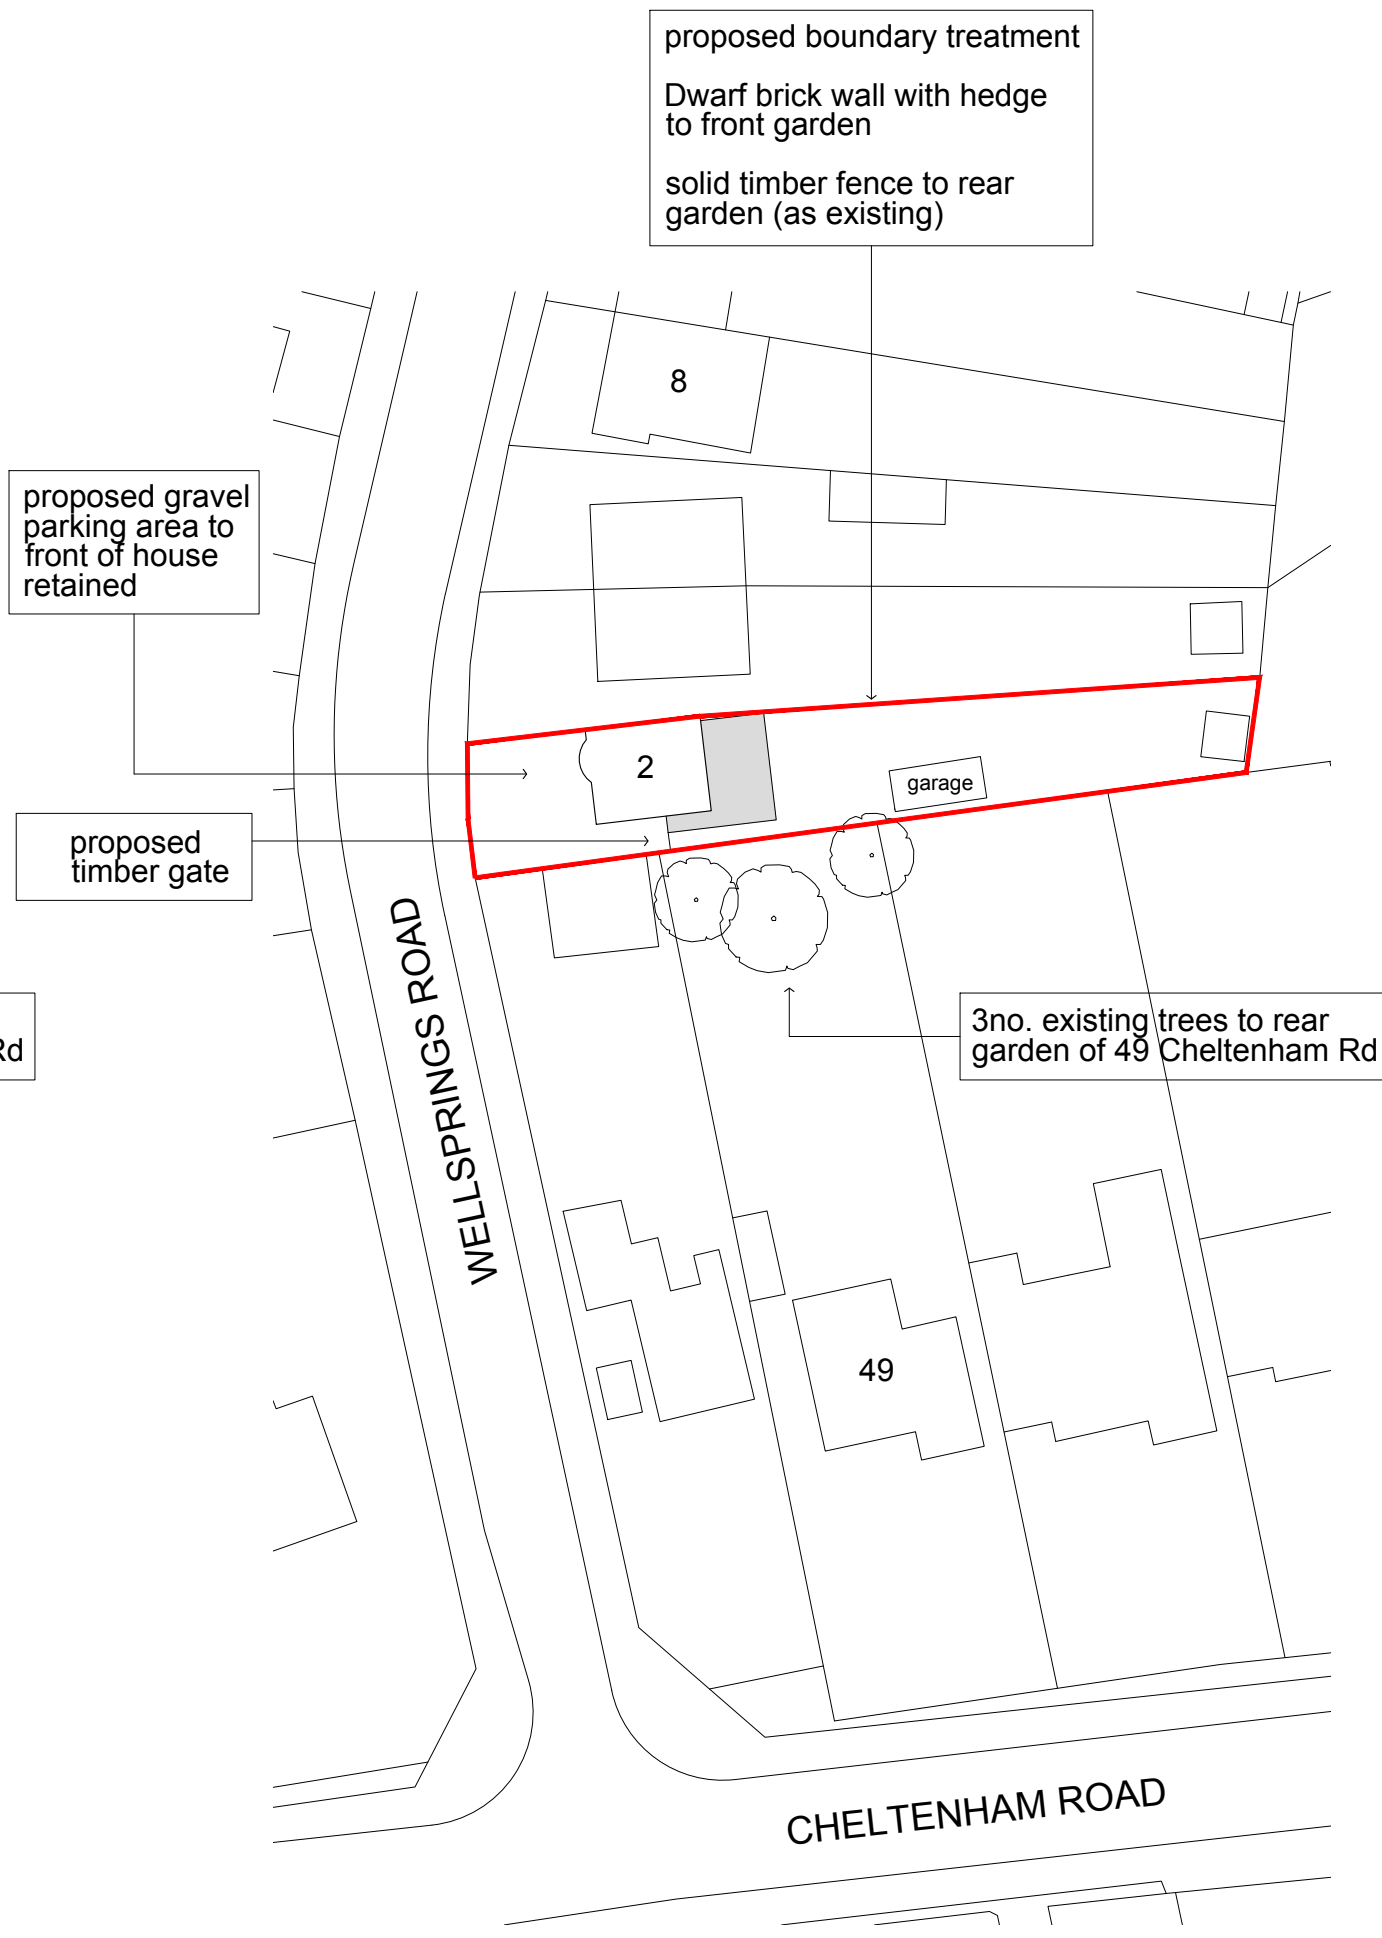 proposed boundary treatment
Dwarf brick wall with hedge
to front garden
solid timber fence to rear
garden (as existing)
8
proposed gravel
parking area to
front of house
retained
2
garage
proposed
timber gate
WELLSPRINGS ROAD
Rd
3no. existing trees to rear
garden of 49 Cheltenham Rd
49
CHELTENHAM ROAD